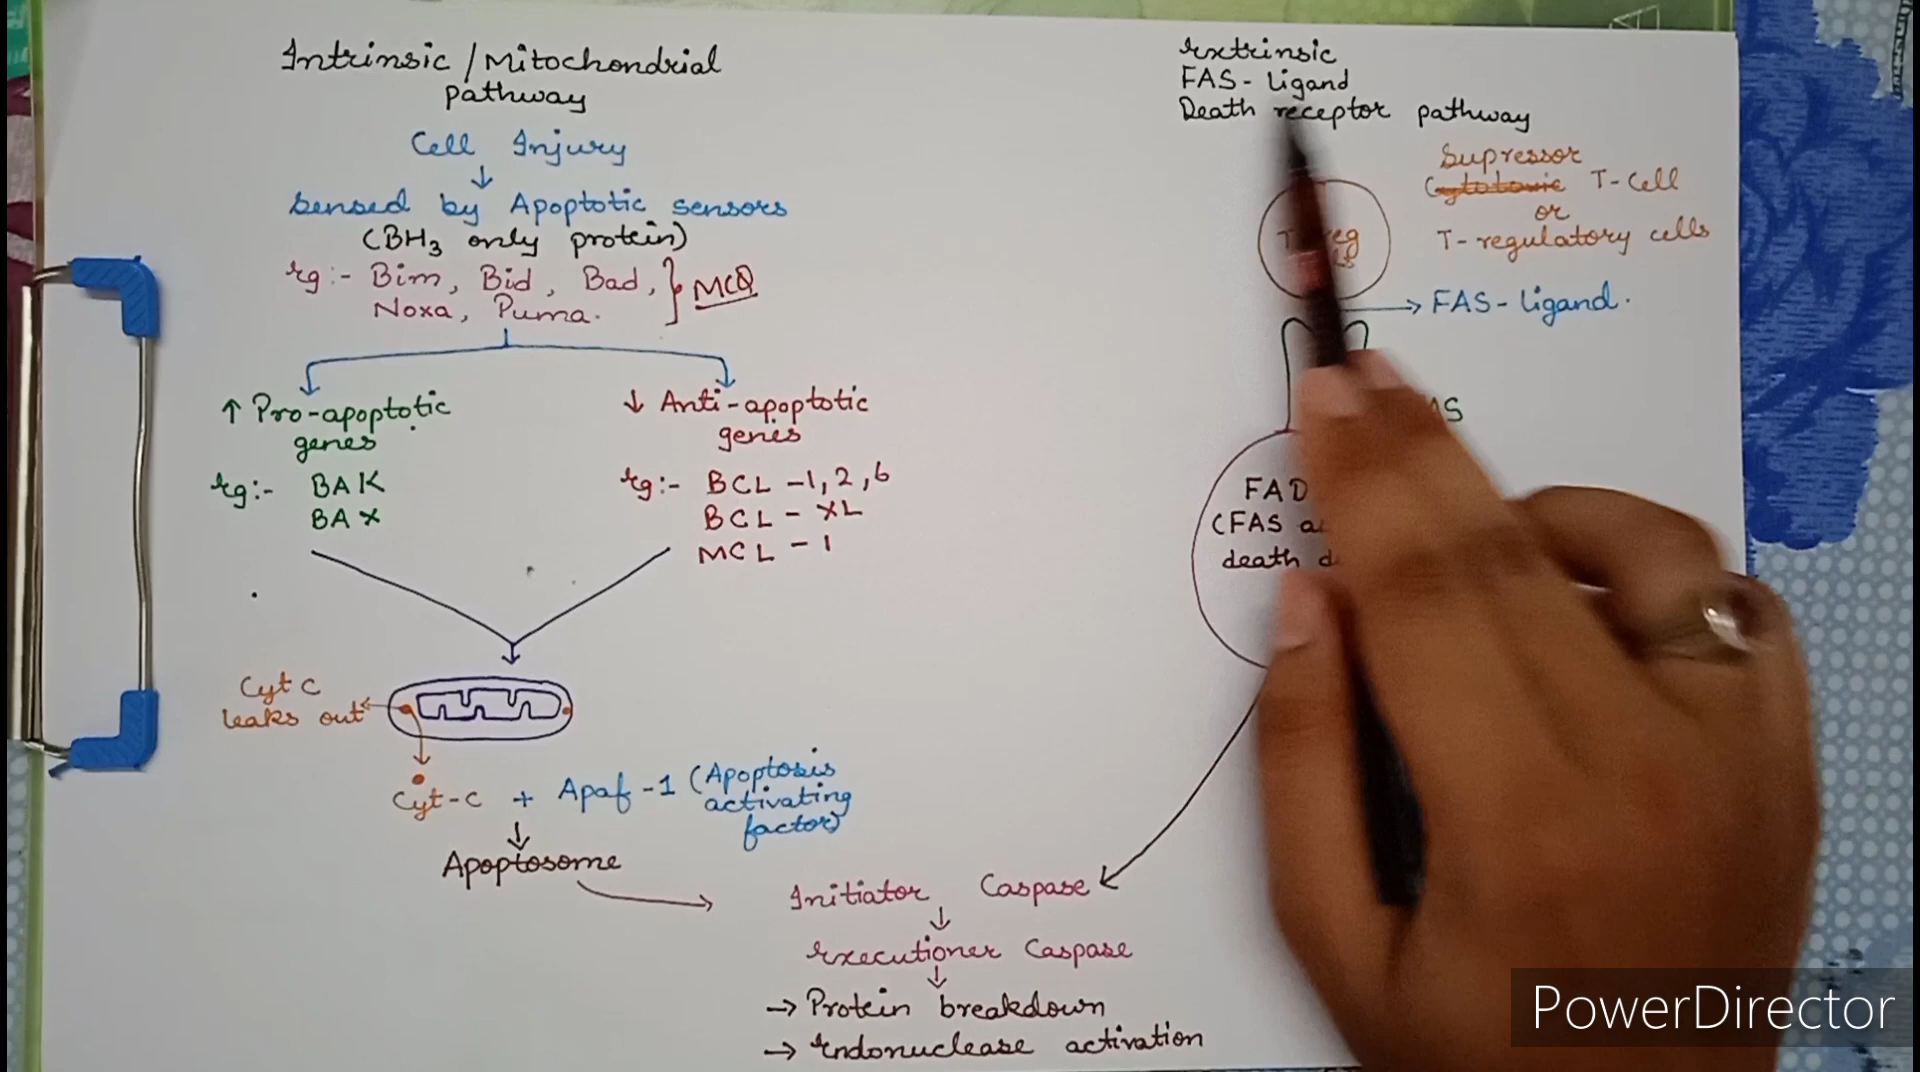 Intrinsic / Mitochondrial
pathway
Cell Injury
Sensed by Apoptotic sensors
(BH3 only protein)
eg:- Bim, Bid, Bad,
Noxa, Puma.
MCQ
↑ Pro-apoptotic
genes
eg:- BAK
BAX
↓ Anti-apoptotic
genes
eg:- BCL -1, 2, 6
BCL - XL
MCL - 1
Cyt C
leaks out
Cyt-C + Apaf-1 (Apoptosis
activating
factor)
Apoptosome
Initiator Caspase
Executioner Caspase
→ Protein breakdown
→ Endonuclease activation
Extrinsic
FAS- Ligand
Death receptor pathway
Supressor
Cytotoxic T-Cell
or
T-regulatory cells
FAS-Ligand.
(FAS
death
PowerDirector